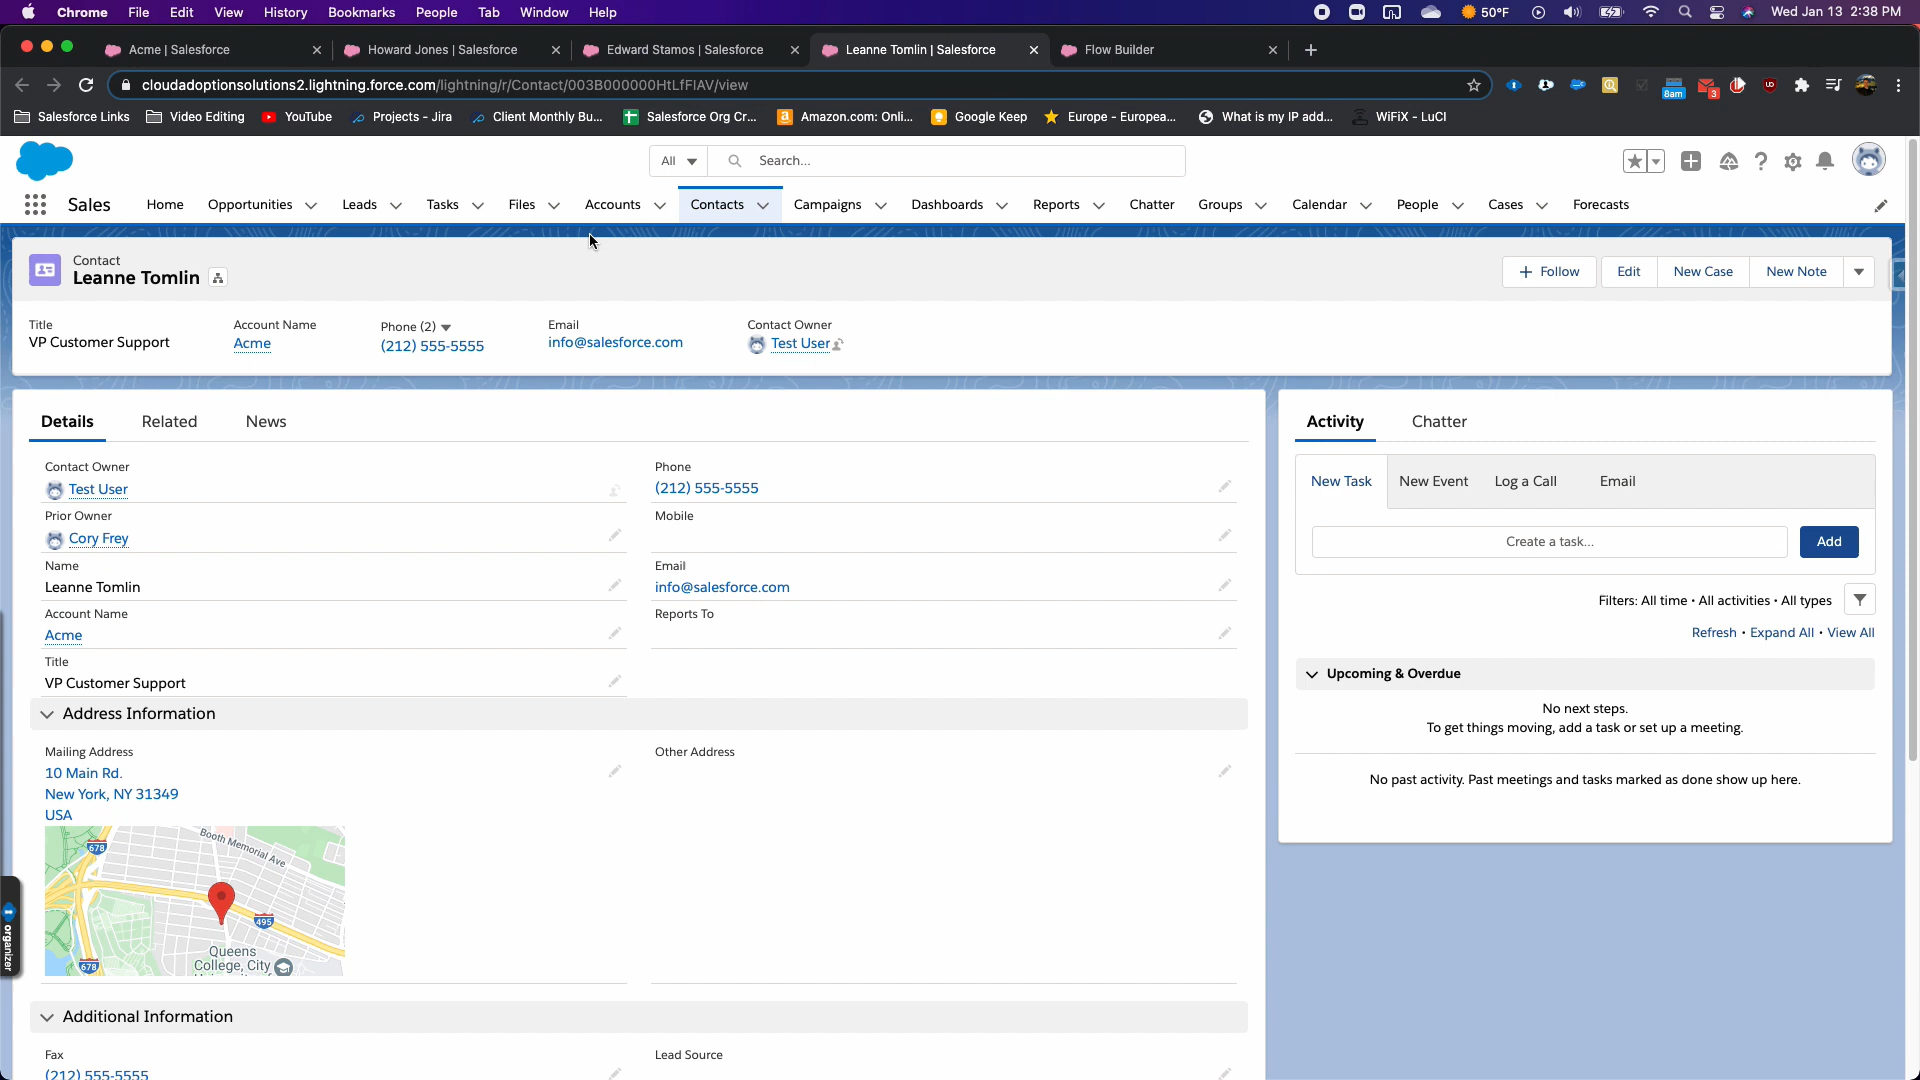 Chrome File Edit View History Bookmarks People Tab Window Help 50°F Wed Jan 13 2:38 PM
Acme | Salesforce Howard Jones | Salesforce Edward Stamos | Salesforce Leanne Tomlin | Salesforce Flow Builder
cloudadoptionsolutions2.lightning.force.com/lightning/r/Contact/003B000000HtLfFIAV/view 8am 3
Salesforce Links Video Editing YouTube Projects - Jira Client Monthly Bu... Salesforce Org Cr... Amazon.com: Onli... Google Keep Europe - Europea... What is my IP add... WiFiX - LuCI
All Search...
Sales Home Opportunities Leads Tasks Files Accounts Contacts Campaigns Dashboards Reports Chatter Groups Calendar People Cases Forecasts
Contact
Leanne Tomlin
+ Follow Edit New Case New Note
Title Account Name Phone (2) Email Contact Owner
VP Customer Support Acme (212) 555-5555 info@salesforce.com Test User
Details Related News
Contact Owner
Test User
Prior Owner
Cory Frey
Name
Leanne Tomlin
Account Name
Acme
Title
VP Customer Support
Phone
(212) 555-5555
Mobile
Email
info@salesforce.com
Reports To
Address Information
Mailing Address
10 Main Rd.
New York, NY 31349
USA
Other Address
Booth Memorial Ave
678
495
Queens
College, City
678
Additional Information
Fax
(212) 555-5555
Lead Source
Activity Chatter
New Task New Event Log a Call Email
Create a task... Add
Filters: All time • All activities • All types
Refresh • Expand All • View All
Upcoming & Overdue
No next steps.
To get things moving, add a task or set up a meeting.
No past activity. Past meetings and tasks marked as done show up here.
organizer